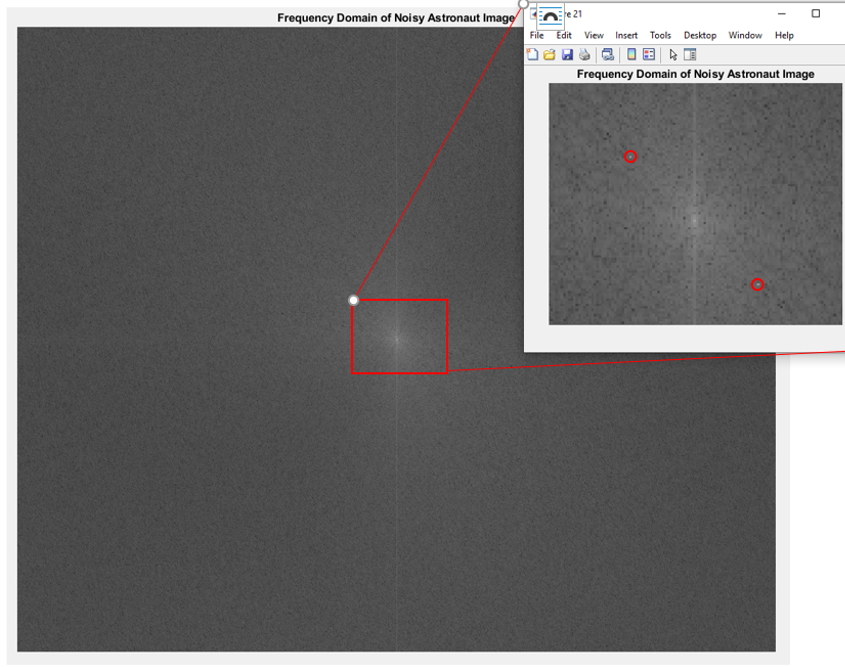 Frequency Domain of Noisy Astronaut Image
re 21
File Edit View Insert Tools Desktop Window Help
Frequency Domain of Noisy Astronaut Image